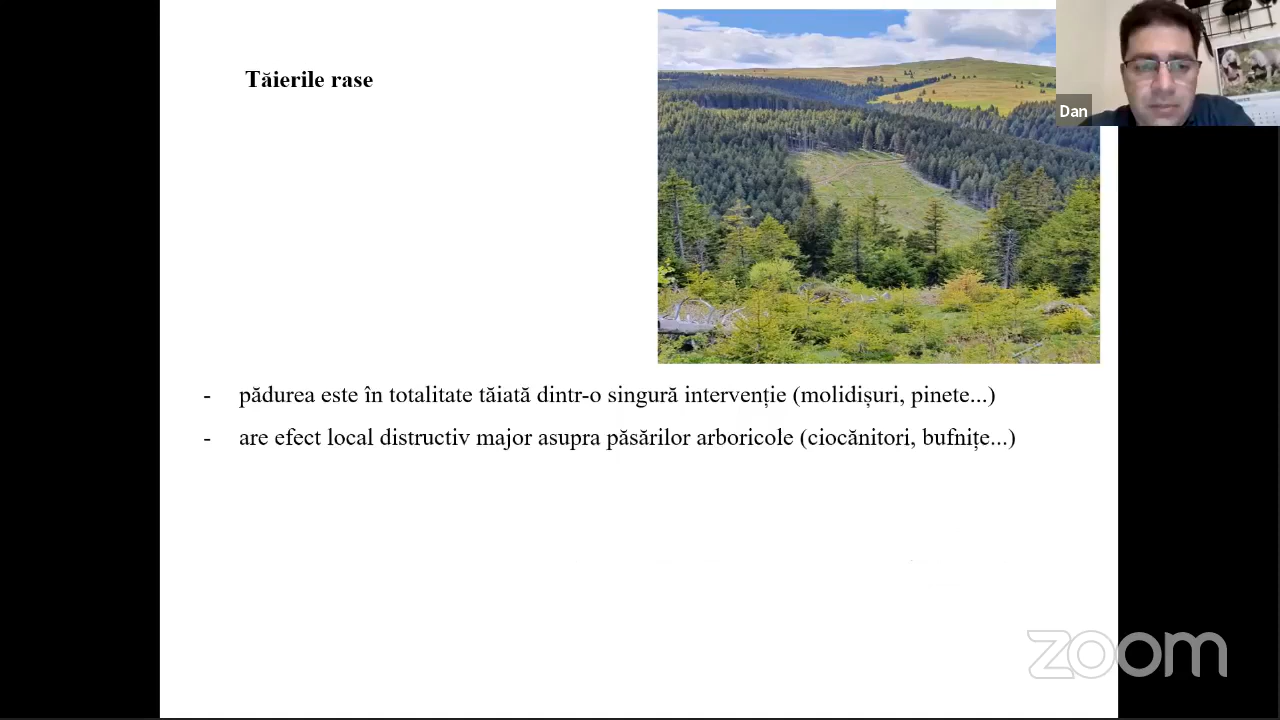 Tăierile rase
Dan
- pădurea este în totalitate tăiată dintr-o singură intervenție (molidișuri, pinete...)
- are efect local distructiv major asupra păsărilor arboricole (ciocănitori, bufnițe...)
zoom